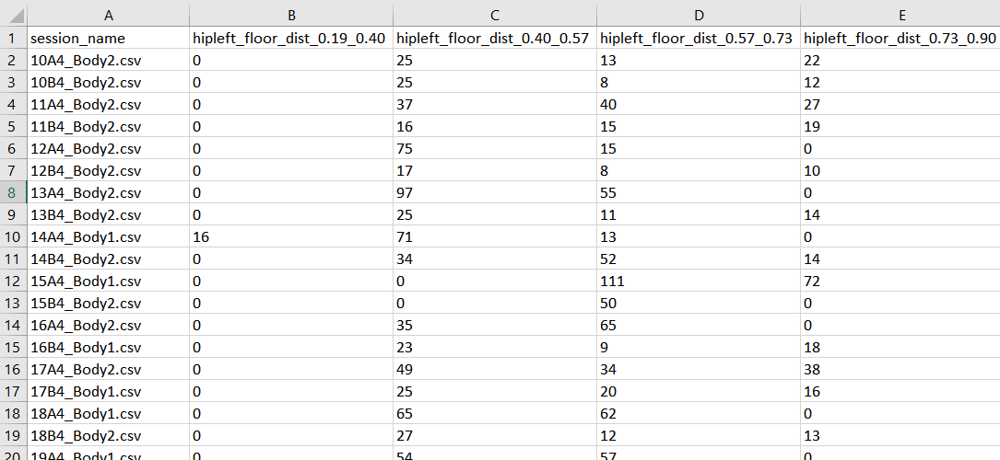 A B C D E
1 session_name hipleft_floor_dist_0.19_0.40 hipleft_floor_dist_0.40_0.57 hipleft_floor_dist_0.57_0.73 hipleft_floor_dist_0.73_0.90
2 10A4_Body2.csv 0 25 13 22
3 10B4_Body2.csv 0 25 8 12
4 11A4_Body2.csv 0 37 40 27
5 11B4_Body2.csv 0 16 15 19
6 12A4_Body2.csv 0 75 15 0
7 12B4_Body2.csv 0 17 8 10
8 13A4_Body2.csv 0 97 55 0
9 13B4_Body2.csv 0 25 11 14
10 14A4_Body1.csv 16 71 13 0
11 14B4_Body2.csv 0 34 52 14
12 15A4_Body1.csv 0 0 111 72
13 15B4_Body2.csv 0 0 50 0
14 16A4_Body2.csv 0 35 65 0
15 16B4_Body1.csv 0 23 9 18
16 17A4_Body2.csv 0 49 34 38
17 17B4_Body1.csv 0 25 20 16
18 18A4_Body1.csv 0 65 62 0
19 18B4_Body2.csv 0 27 12 13
20 19A4_Body1.csv 0 54 57 0